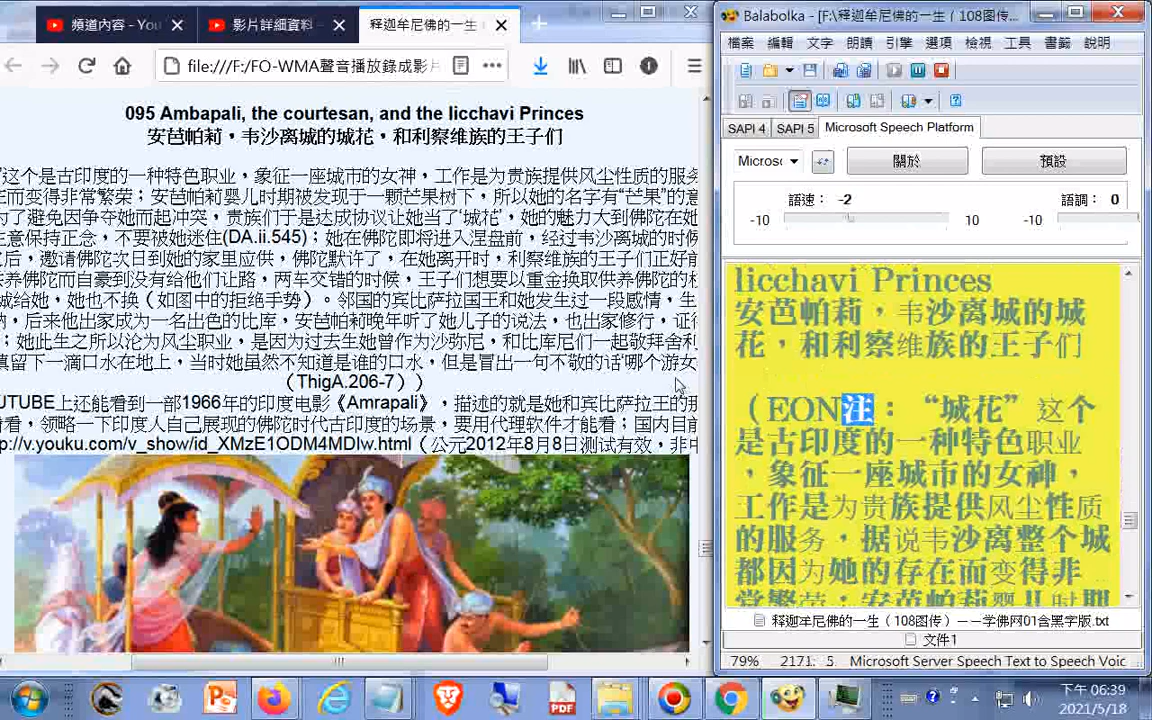 頻道內容 - You
影片詳細資料 -
释迦牟尼佛的一生
Balabolka - [F:\释迦牟尼佛的一生（108图传）
file:///F:/FO-WMA聲音播放錄成影片
檔案 編輯 文字 朗讀 引擎 選項 檢視 工具 書籤 說明
SAPI 4 SAPI 5 Microsoft Speech Platform
Micros 關於 預設
語速： -2 語調： 0
-10 10 -10
095 Ambapali, the courtesan, and the licchavi Princes
安芭帕莉，韦沙离城的城花，和利察维族的王子们
这个是古印度的一种特色职业，象征一座城市的女神，工作是为贵族提供风尘性质的服务
在而变得非常繁荣；安芭帕莉婴儿时期被发现于一颗芒果树下，所以她的名字有“芒果”的意
为了避免因争夺她而起冲突，贵族们于是达成协议让她当了‘城花’，她的魅力大到佛陀在她
注意保持正念，不要被她迷住(DA.ii.545)；她在佛陀即将进入涅盘前，经过韦沙离城的时候
之后，邀请佛陀次日到她的家里应供，佛陀默许了，在她离开时，利察维族的王子们正好前
供养佛陀而自豪到没有给他们让路，两车交错的时候，王子们想要以重金换取供养佛陀的机
城给她，她也不换（如图中的拒绝手势）。邻国的宾比萨拉国王和她发生过一段感情，生
，后来他出家成为一名出色的比库，安芭帕莉晚年听了她儿子的说法，也出家修行，证得
；她此生之所以沦为风尘职业，是因为过去生她曾作为沙弥尼，和比库尼们一起敬拜舍利
慎留下一滴口水在地上，当时她虽然不知道是谁的口水，但是冒出一句不敬的话‘哪个游女
（ThigA.206-7））
UTUBE上还能看到一部1966年的印度电影《Amrapali》，描述的就是她和宾比萨拉王的那
看看，领略一下印度人自己展现的佛陀时代古印度的场景，要用代理软件才能看；国内目前
p://v.youku.com/v_show/id_XMzE1ODM4MDIw.html（公元2012年8月8日测试有效，非中
licchavi Princes
安芭帕莉，韦沙离城的城
花，和利察维族的王子们
（EON注：“城花”这个
是古印度的一种特色职业
，象征一座城市的女神，
工作是为贵族提供风尘性质
的服务，据说韦沙离整个城
都因为她的存在而变得非
常繁荣；安芭帕莉婴儿时期
释迦牟尼佛的一生（108图传）——学佛网01含黑字版.txt
文件1
79% 2171: 5 Microsoft Server Speech Text to Speech Voic
PDF
下午 06:39
2021/5/18